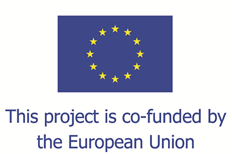 This project is co-funded by
the European Union